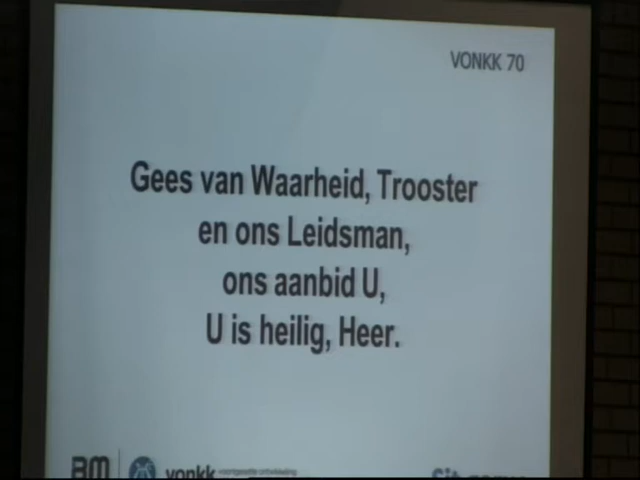 VONKK 70
Gees van Waarheid, Trooster
en ons Leidsman,
ons aanbid U,
U is heilig, Heer.
BM vonkk